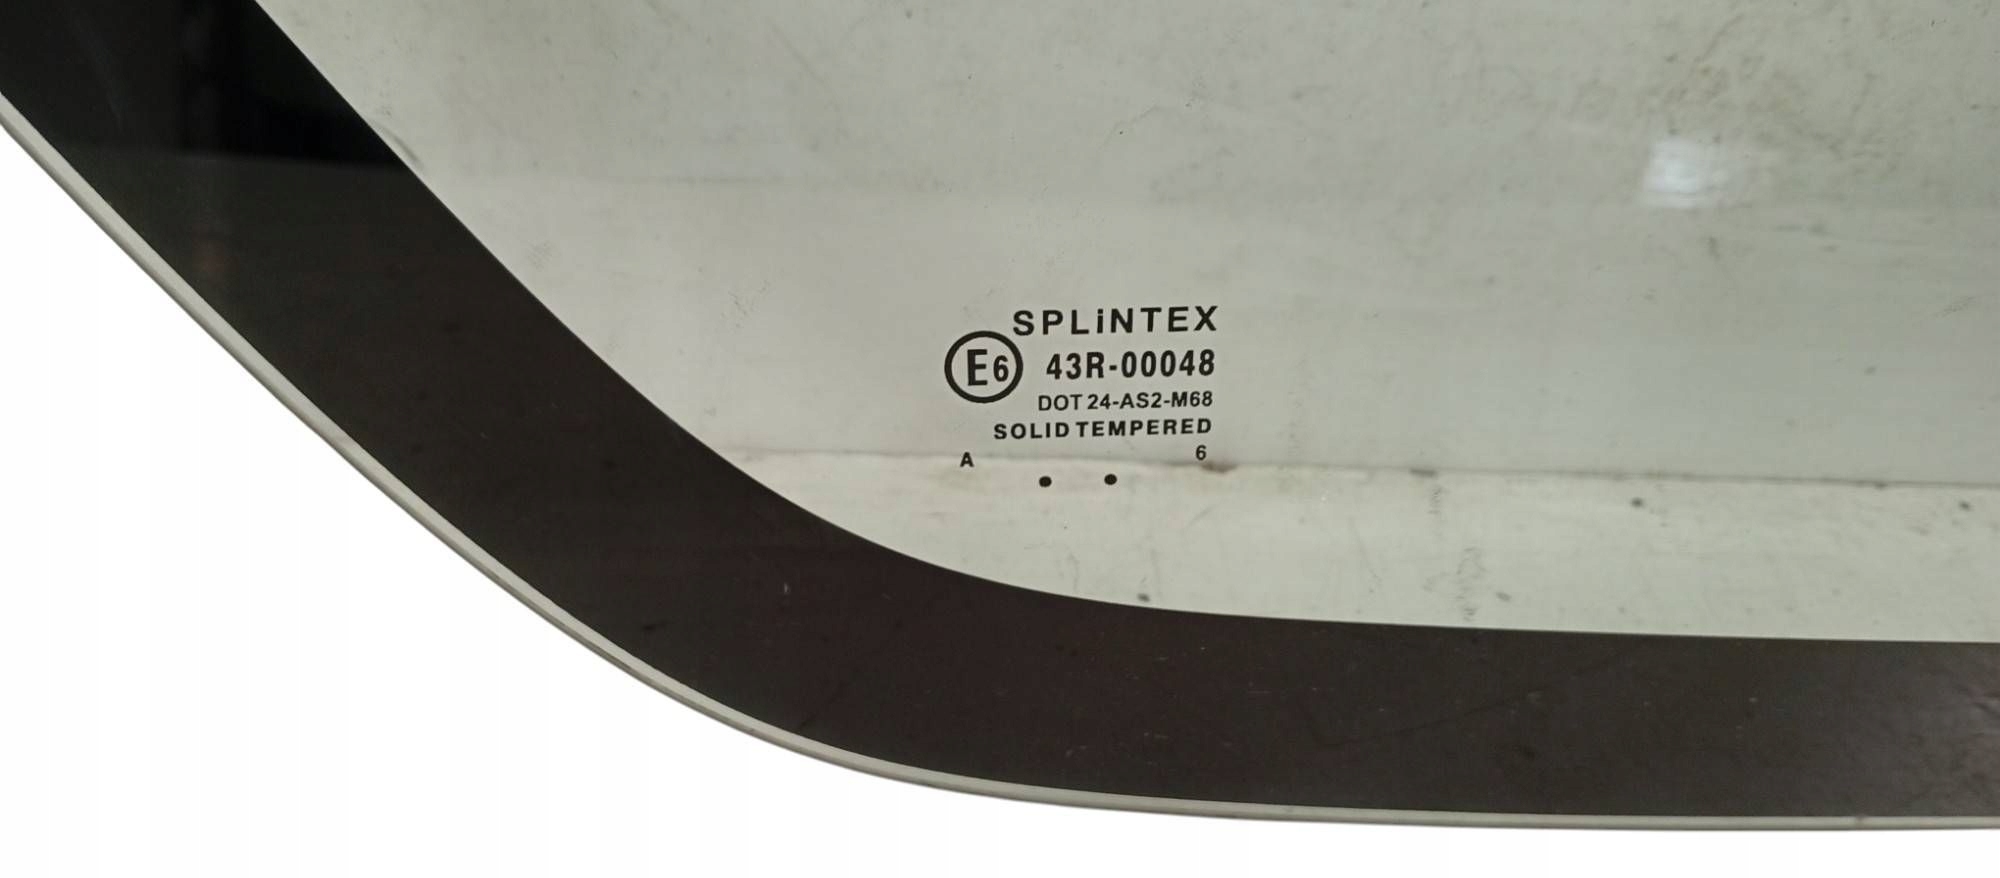 SPLiNTEX
E6 43R-00048
DOT 24-AS2-M68
SOLID TEMPERED
A 6